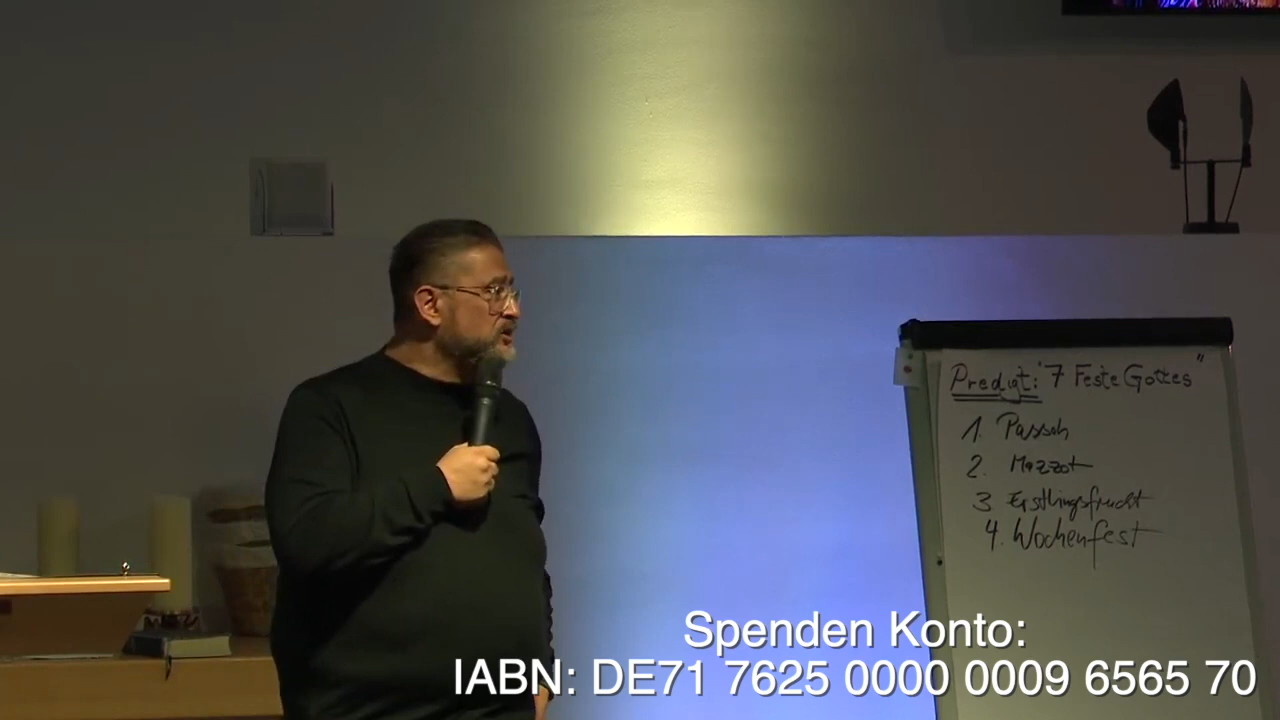 Predigt: "7 Feste Gottes"
1. Passah
2. Mazzot
3 Erstlingsfrucht
4. Wochenfest
Spenden Konto:
IABN: DE71 7625 0000 0009 6565 70